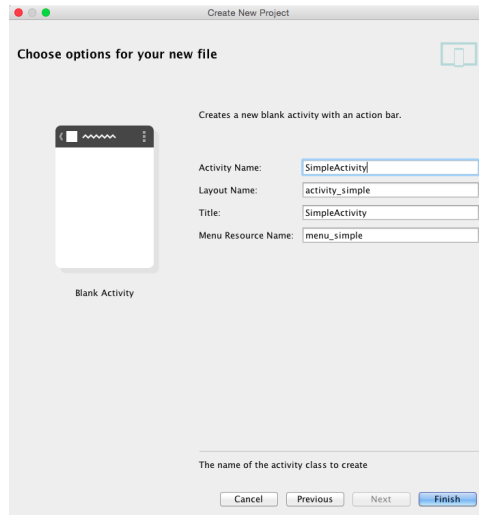 Create New Project
Choose options for your new file
Creates a new blank activity with an action bar.
Activity Name: SimpleActivity
Layout Name: activity_simple
Title: SimpleActivity
Menu Resource Name: menu_simple
Blank Activity
The name of the activity class to create
Cancel Previous Next Finish